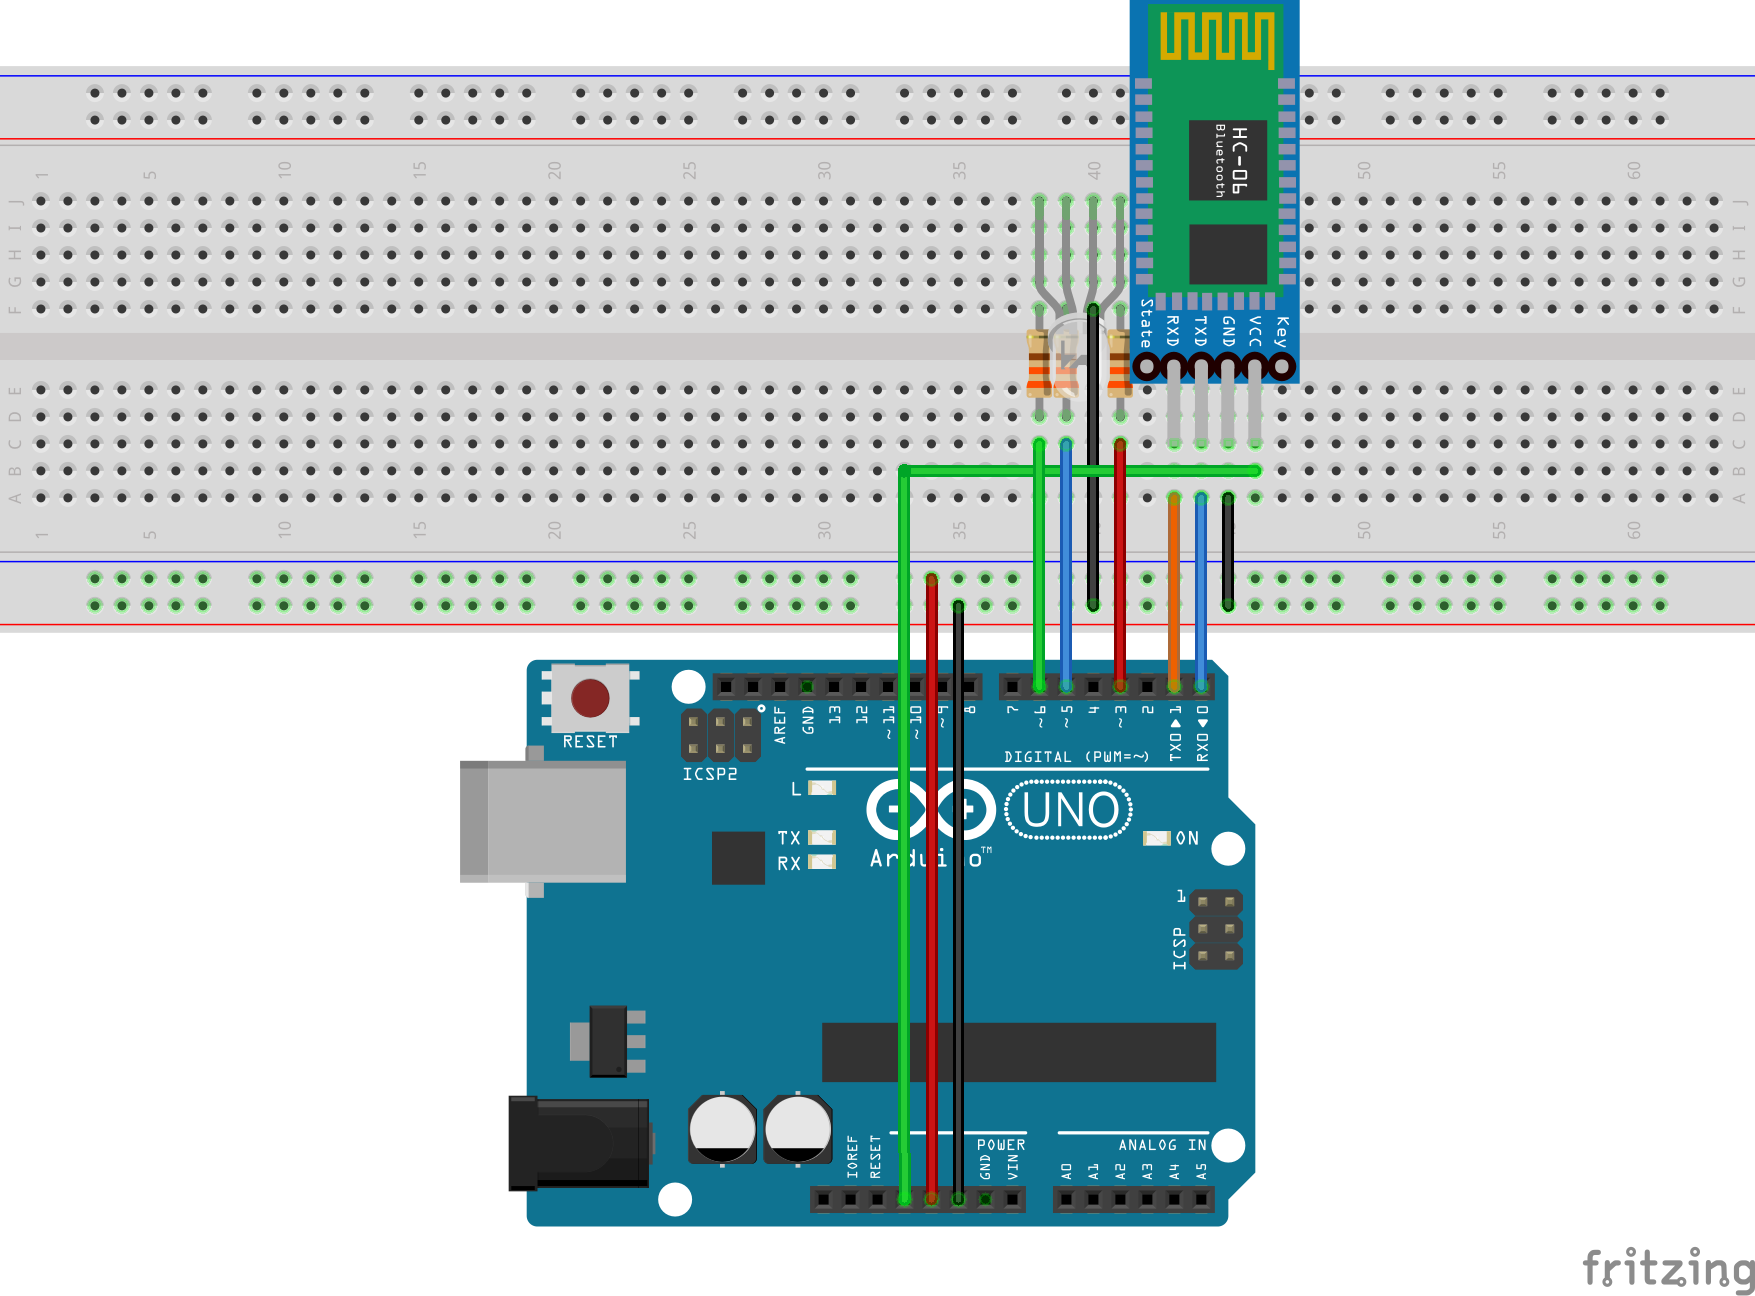 HC-06
Bluetooth
State
RXD
TXD
GND
VCC
Key
1
5
10
15
20
25
30
35
40
50
55
60
J
I
H
G
F
J
I
H
G
F
E
D
C
B
A
E
D
C
B
A
1
5
10
15
20
25
30
35
50
55
60
RESET
ICSP2
AREF
GND
13
12
~11
~10
~9
8
7
~6
~5
4
~3
2
TX0 1
RX0 0
DIGITAL (PWM=~)
L
TX
RX
UNO
Arduino™
ON
1
ICSP
IOREF
RESET
GND
VIN
POWER
ANALOG IN
A0
A1
A2
A3
A4
A5
fritzing